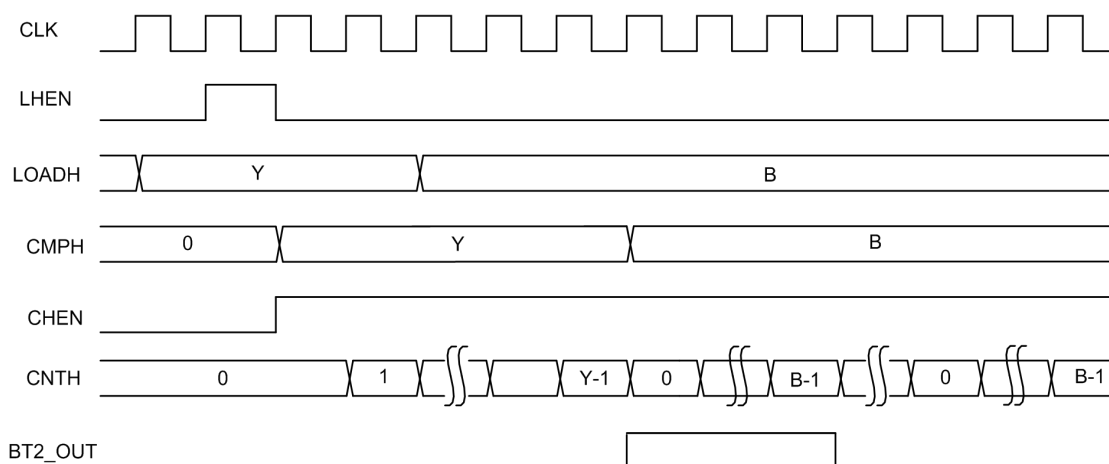 CLK
LHEN
LOADH Y B
CMPH 0 Y B
CHEN
CNTH 0 1 Y-1 0 B-1 0 B-1
BT2_OUT